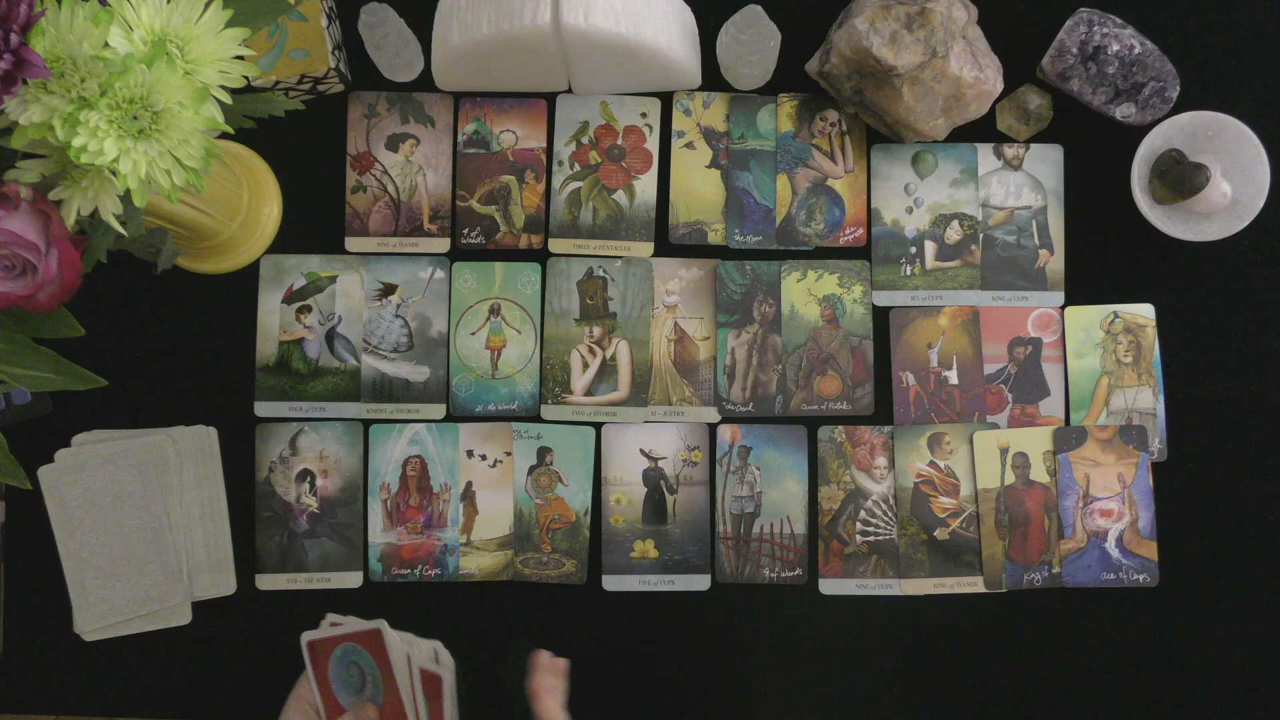 NINE of WANDS
7 of Wands
THREE of PENTACLES
the Moon
the Empress
SIX of CUPS
KING of CUPS
FOUR of CUPS
KNIGHT of SWORDS
21 : the World
TWO of SWORDS
XI - JUSTICE
the Devil
Queen of Pentacles
XVII - THE STAR
Queen of Cups
FIVE of CUPS
9 of Wands
NINE of CUPS
KING of WANDS
King of
ace of Cups